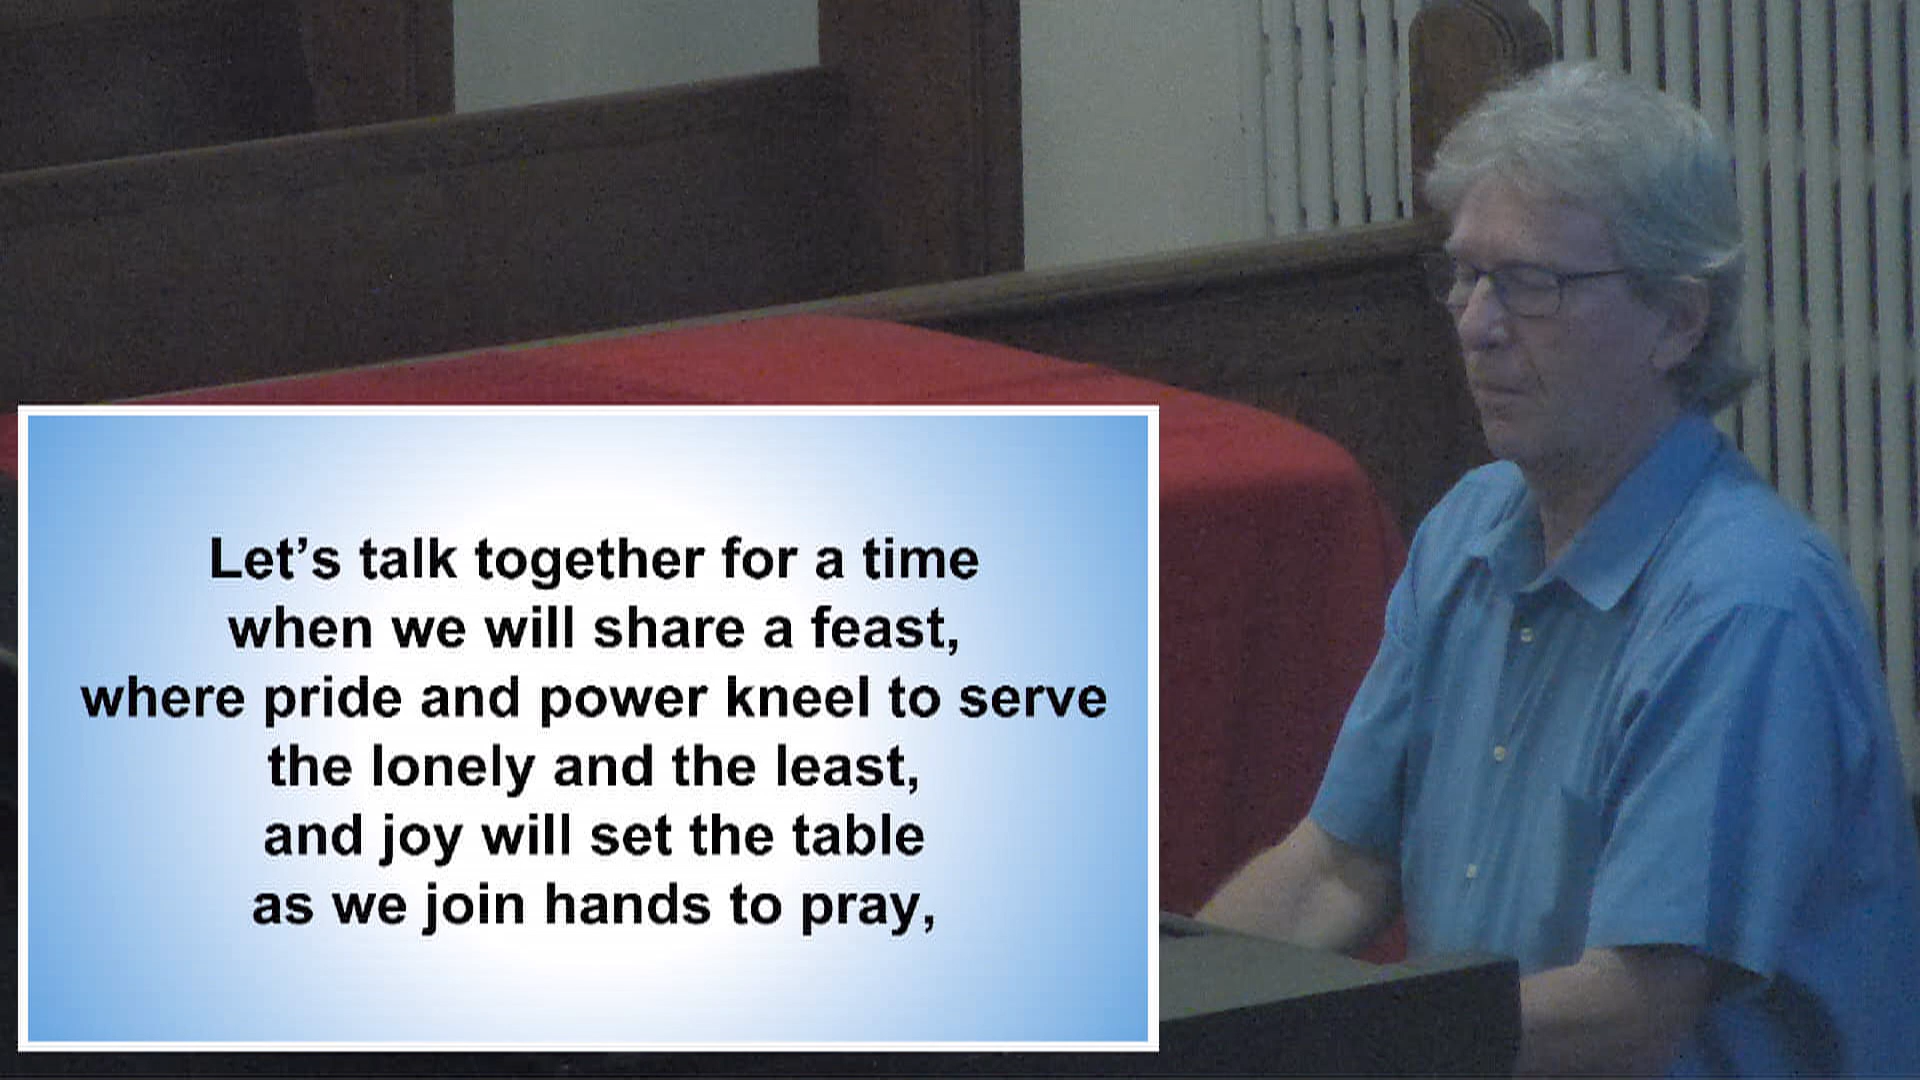 Let’s talk together for a time
when we will share a feast,
where pride and power kneel to serve
the lonely and the least,
and joy will set the table
as we join hands to pray,